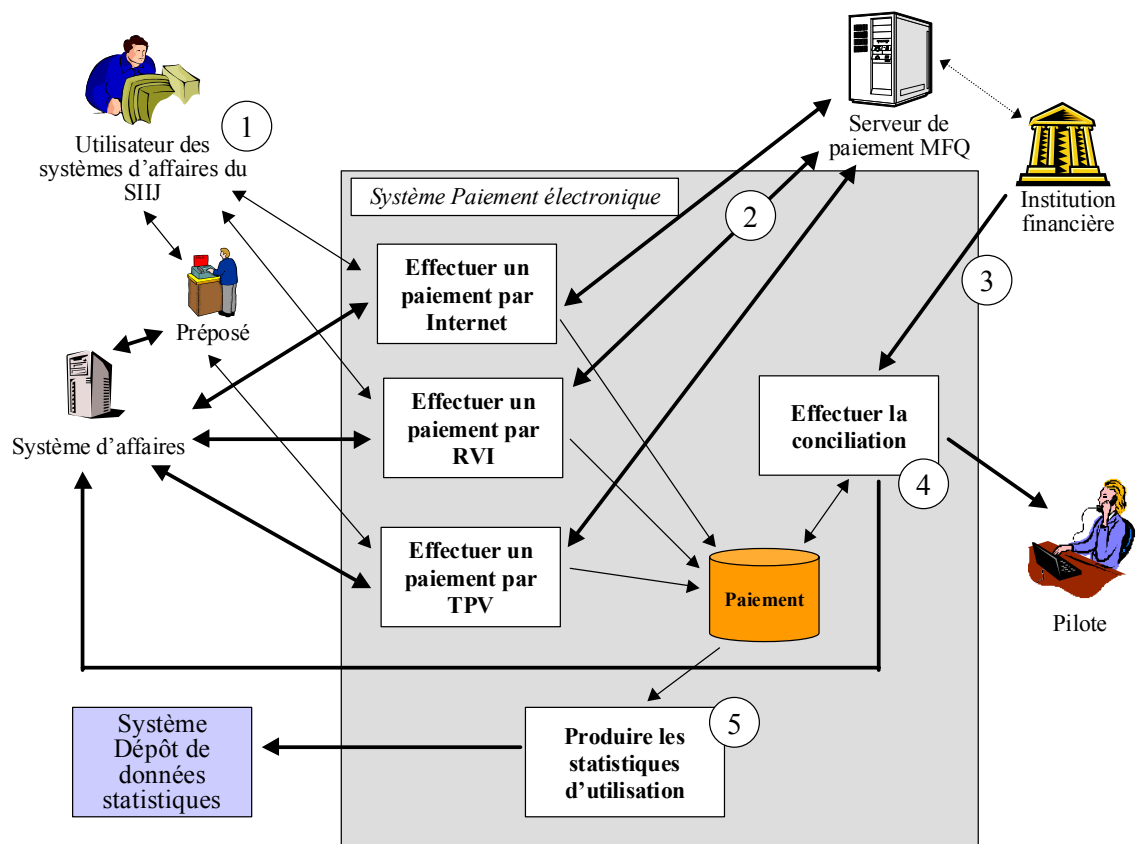 1
Utilisateur des
systèmes d'affaires du
SIIJ
Serveur de
paiement MFQ
Institution
financière
Système Paiement électronique
2
3
Effectuer un
paiement par
Internet
Préposé
Système d'affaires
Effectuer un
paiement par
RVI
Effectuer la
conciliation
4
Effectuer un
paiement par
TPV
Paiement
Pilote
Système
Dépôt de
données
statistiques
5
Produire les
statistiques
d'utilisation